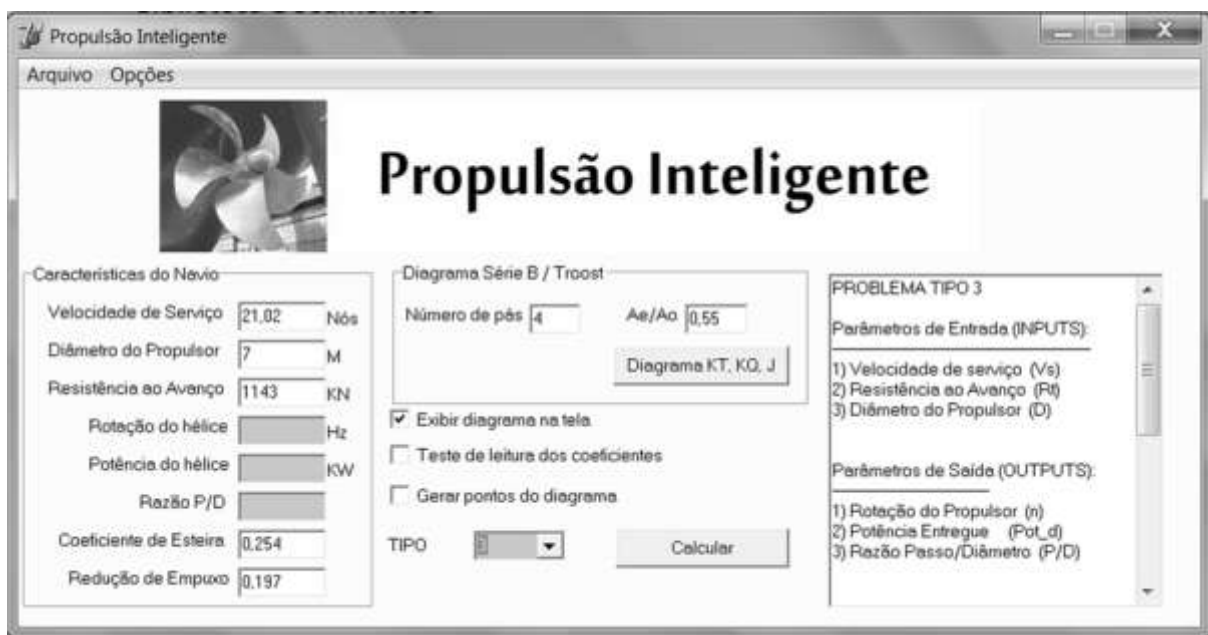 Propulsão Inteligente
Arquivo Opções
Propulsão Inteligente
Características do Navio
Velocidade de Serviço 21,02 Nós
Diâmetro do Propulsor 7 M
Resistência ao Avanço 1143 KN
Rotação do hélice Hz
Potência do hélice KW
Razão P/D
Coeficiente de Esteira 0,254
Redução de Empuxo 0,197
Diagrama Série B / Troost
Número de pás 4 Ae/Ao 0,55
Diagrama KT, KQ, J
Exibir diagrama na tela
Teste de leitura dos coeficientes
Gerar pontos do diagrama
TIPO
Calcular
PROBLEMA TIPO 3
Parâmetros de Entrada (INPUTS):
1) Velocidade de serviço (Vs)
2) Resistência ao Avanço (Rt)
3) Diâmetro do Propulsor (D)
Parâmetros de Saída (OUTPUTS):
1) Rotação do Propulsor (n)
2) Potência Entregue (Pot_d)
3) Razão Passo/Diâmetro (P/D)